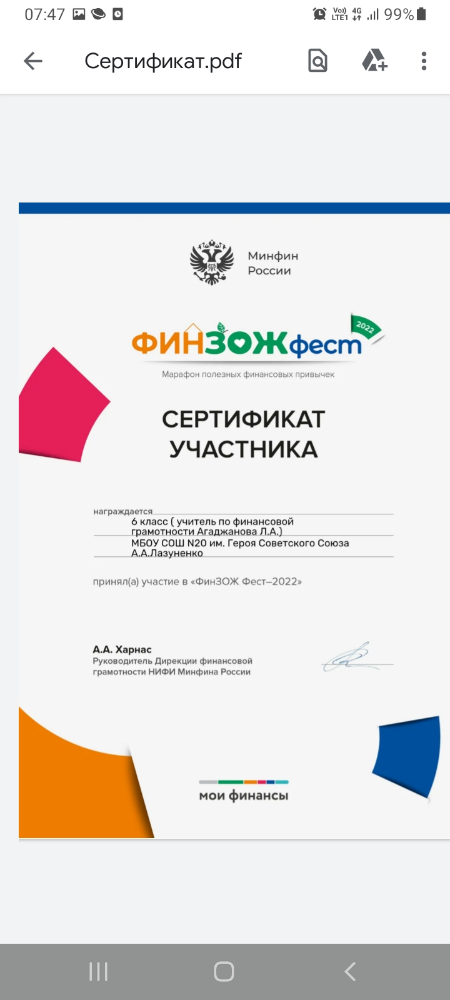 07:47 Vo)) LTE1 4G 99%
Сертификат.pdf
Минфин
России
ФИНЗОЖфест 2022
Марафон полезных финансовых привычек
СЕРТИФИКАТ
УЧАСТНИКА
награждается
6 класс ( учитель по финансовой
грамотности Агаджанова Л.А.)
МБОУ СОШ N20 им. Героя Советского Союза
А.А.Лазуненко
принял(а) участие в «ФинЗОЖ Фест–2022»
А.А. Харнас
Руководитель Дирекции финансовой
грамотности НИФИ Минфина России
мои финансы